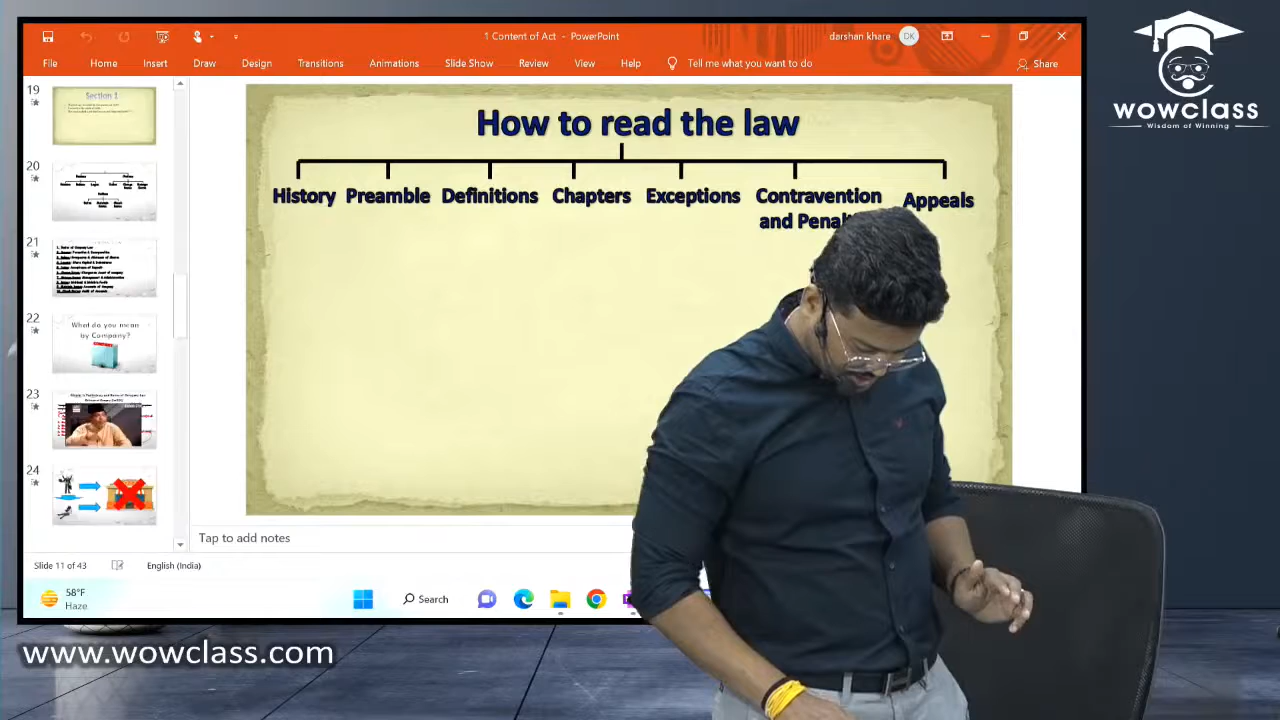 1 Content of Act - PowerPoint
darshan khare
DK
File
Home
Insert
Draw
Design
Transitions
Animations
Slide Show
Review
View
Help
Tell me what you want to do
Share
wowclass
Wisdom of Winning
19
Section 1
20
21
22
What do you mean
by Company?
23
24
How to read the law
History
Preamble
Definitions
Chapters
Exceptions
Contravention
and
Appeals
Tap to add notes
Slide 11 of 43
English (India)
58°F
Haze
Search
www.wowclass.com